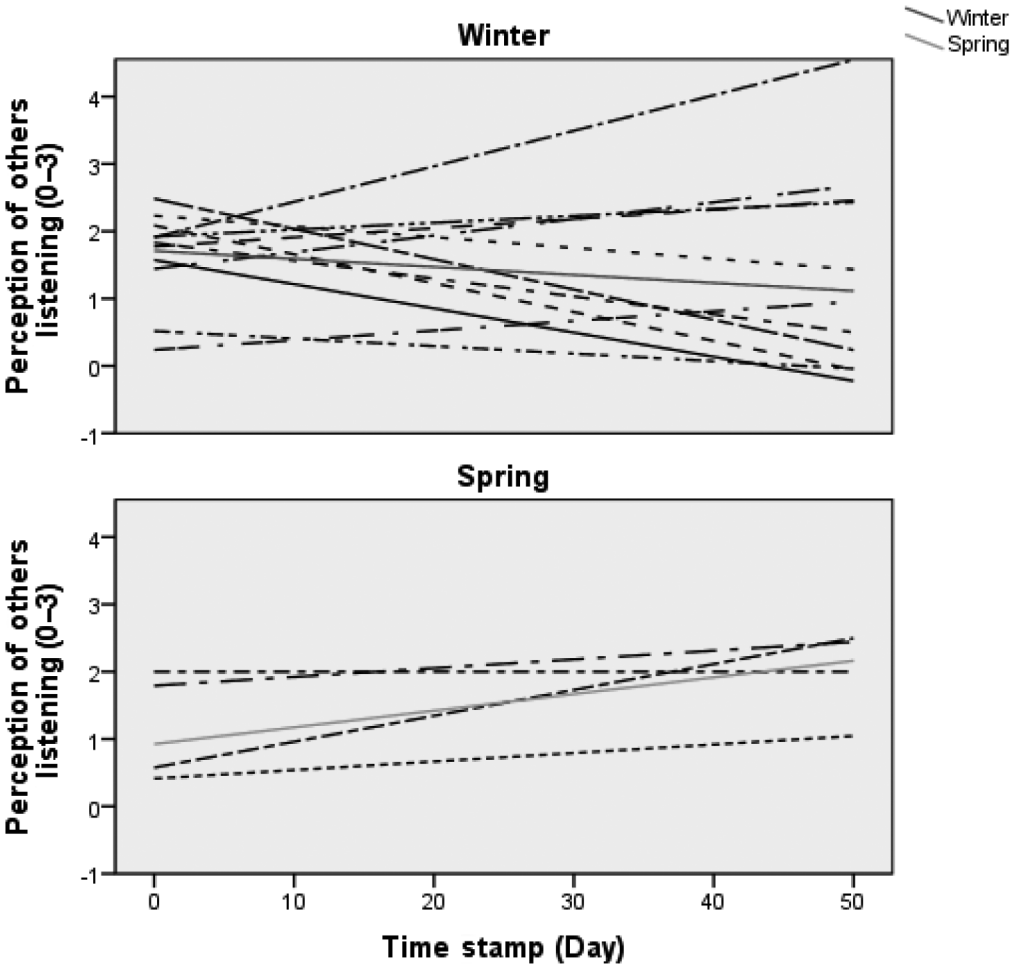 Winter
Spring
Winter
Perception of others
listening (0–3)
4
3
2
1
0
-1
Spring
Perception of others
listening (0–3)
4
3
2
1
0
-1
0 10 20 30 40 50
Time stamp (Day)